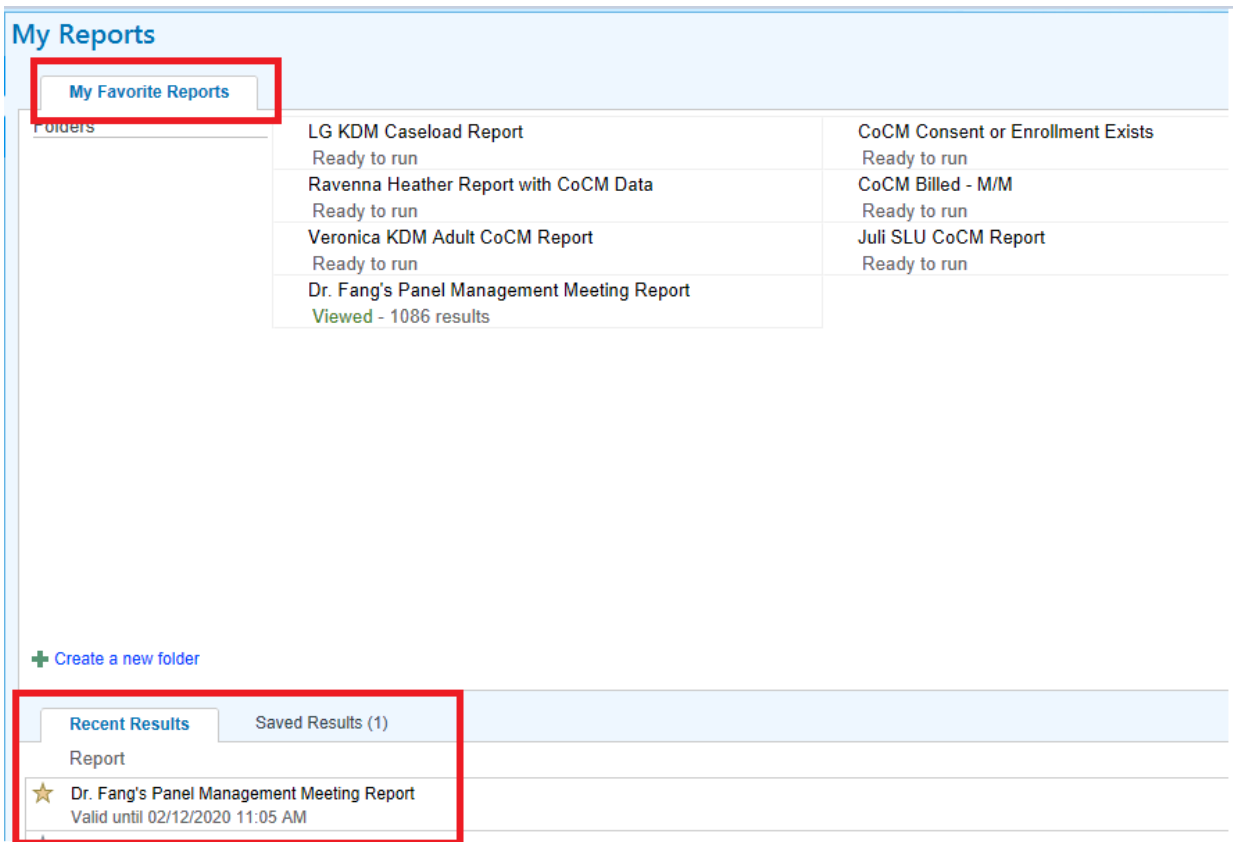 My Reports
My Favorite Reports
Folders
LG KDM Caseload Report
Ready to run
CoCM Consent or Enrollment Exists
Ready to run
Ravenna Heather Report with CoCM Data
Ready to run
CoCM Billed - M/M
Ready to run
Veronica KDM Adult CoCM Report
Ready to run
Juli SLU CoCM Report
Ready to run
Dr. Fang's Panel Management Meeting Report
Viewed - 1086 results
Create a new folder
Recent Results
Saved Results (1)
Report
Dr. Fang's Panel Management Meeting Report
Valid until 02/12/2020 11:05 AM